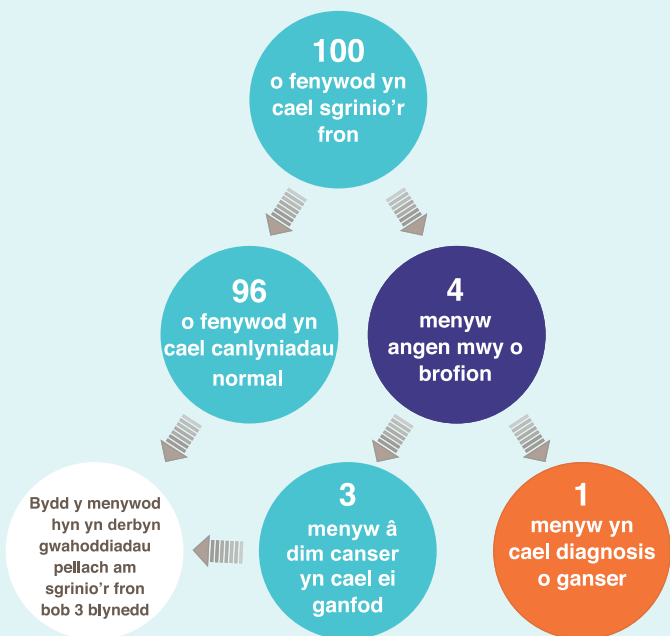 100
o fenywod yn
cael sgrinio'r
fron
96
o fenywod yn
cael canlyniadau
normal
4
menyw
angen mwy o
brofion
Bydd y menywod
hyn yn derbyn
gwahoddiadau
pellach am
sgrinio'r fron
bob 3 blynedd
3
menyw â
dim canser
yn cael ei
ganfod
1
menyw yn
cael diagnosis
o ganser